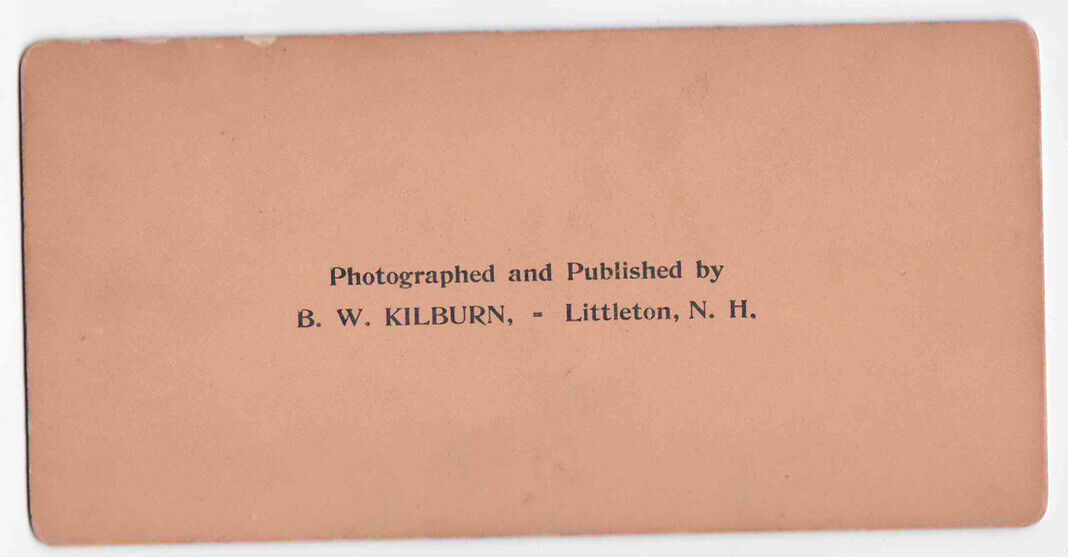 Photographed and Published by
B. W. KILBURN, - Littleton, N. H.